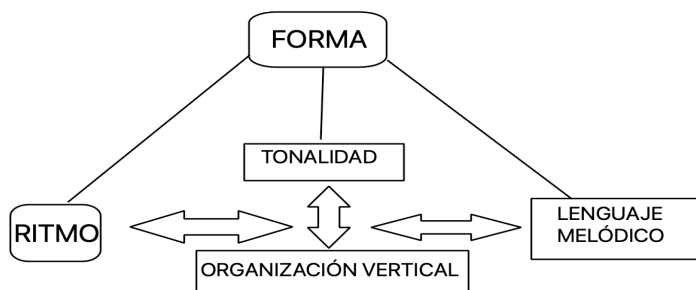 FORMA
TONALIDAD
RITMO
LENGUAJE
MELÓDICO
ORGANIZACIÓN VERTICAL